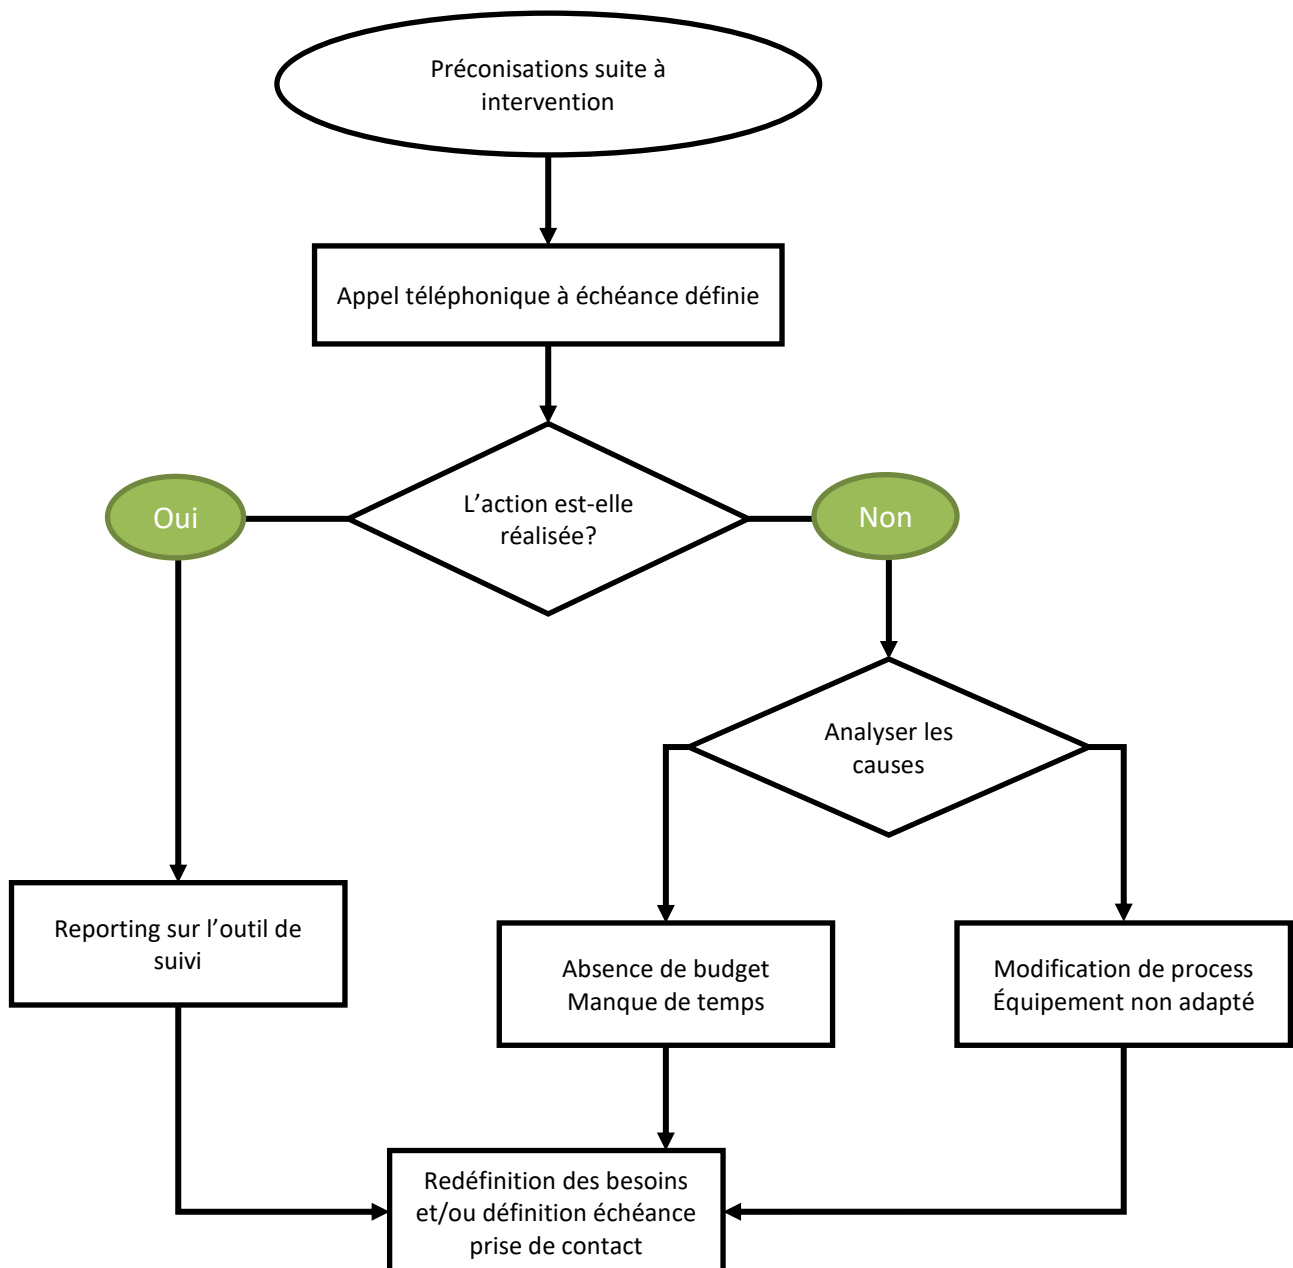 Préconisations suite à
intervention
Appel téléphonique à échéance définie
L’action est-elle
réalisée?
Oui
Non
Analyser les
causes
Reporting sur l’outil de
suivi
Absence de budget
Manque de temps
Modification de process
Équipement non adapté
Redéfinition des besoins
et/ou définition échéance
prise de contact